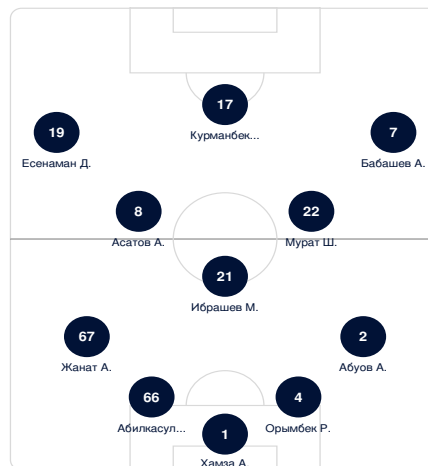 17
Курманбек...
19
Есенаман Д.
7
Бабашев А.
8
Асатов А.
22
Мурат Ш.
21
Ибрашев М.
67
Жанат А.
2
Абуов А.
66
Абилкасул...
4
Орымбек Р.
1
Хамза А